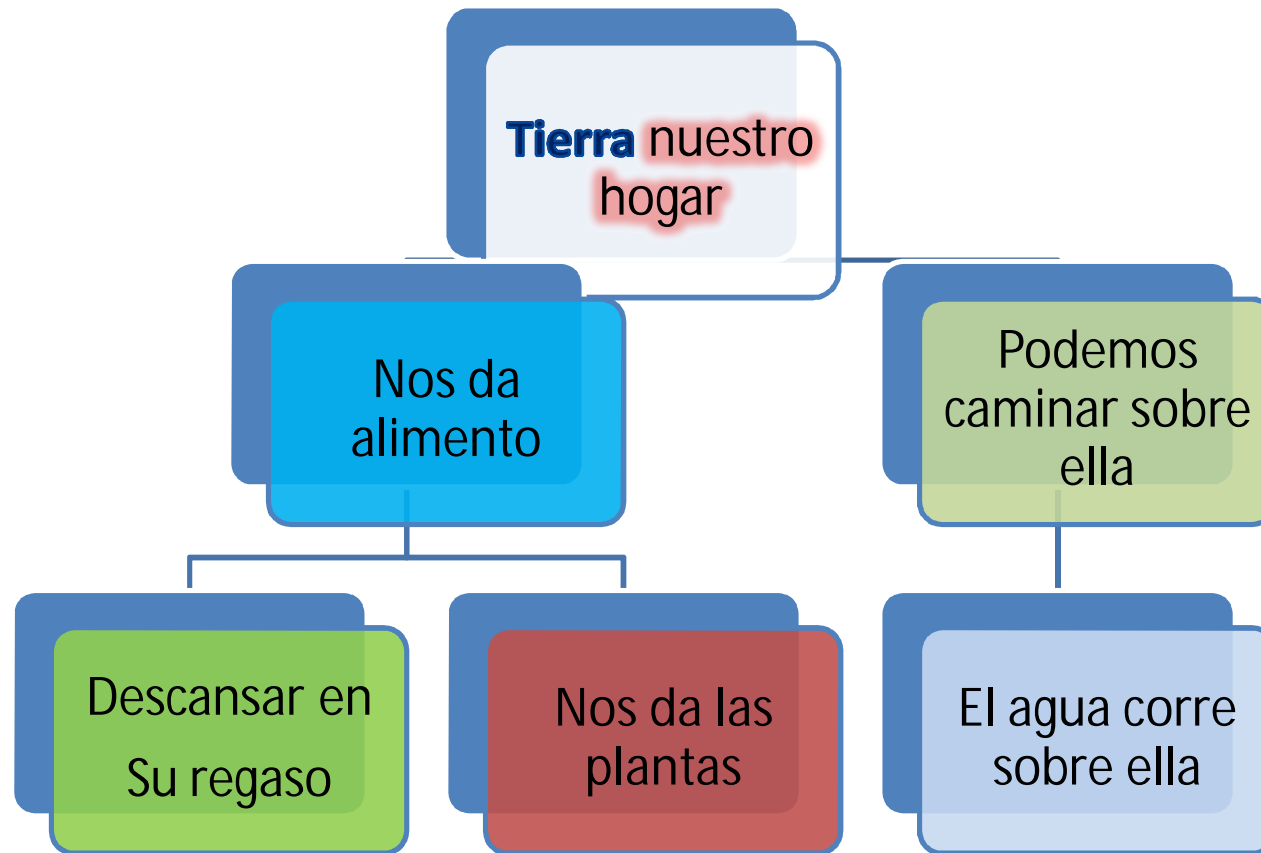 Tierra nuestro
hogar
Nos da
alimento
Podemos
caminar sobre
ella
Descansar en
Su regaso
Nos da las
plantas
El agua corre
sobre ella